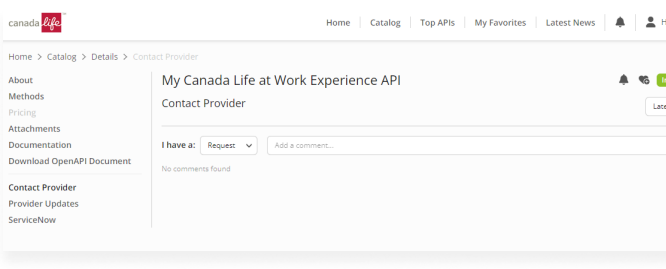 canada life™
Home Catalog Top APIs My Favorites Latest News H
Home > Catalog > Details > Contact Provider
About
Methods
Pricing
Attachments
Documentation
Download OpenAPI Document
Contact Provider
Provider Updates
ServiceNow
My Canada Life at Work Experience API
Contact Provider
Late
I have a: Request Add a comment...
No comments found